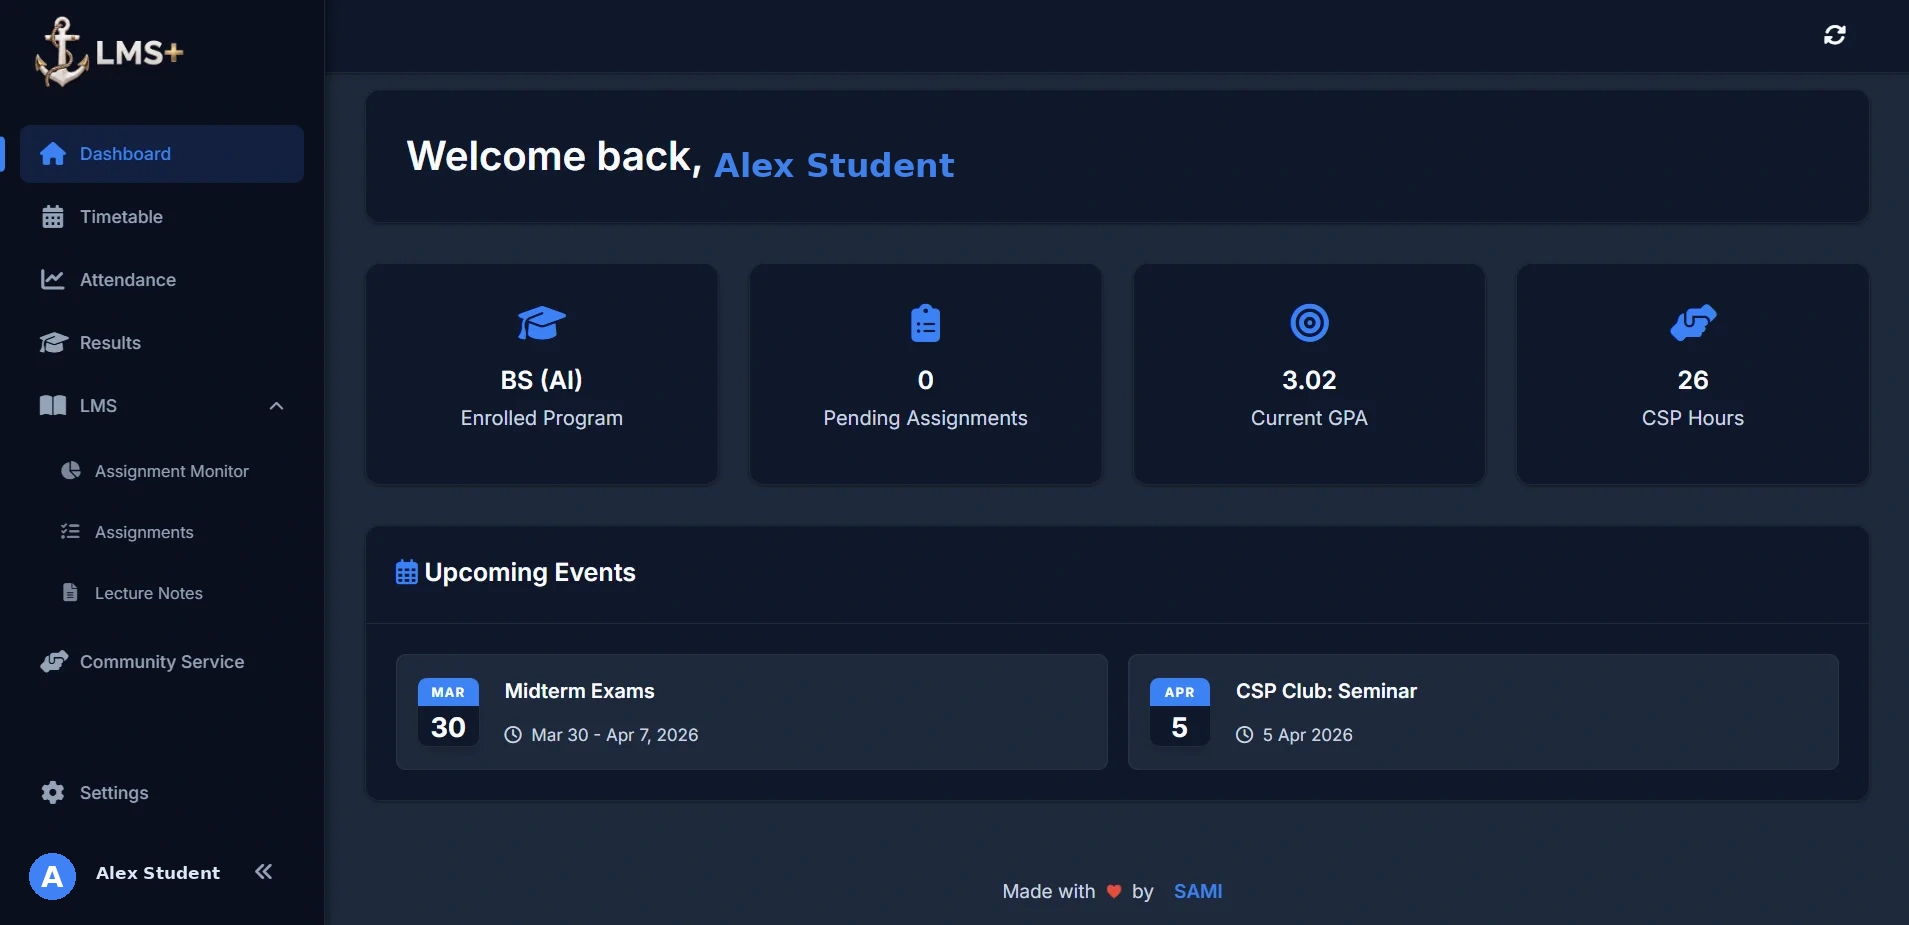 LMS+
Dashboard
Timetable
Attendance
Results
LMS
Assignment Monitor
Assignments
Lecture Notes
Community Service
Settings
A
Alex Student
Welcome back, Alex Student
BS (AI)
Enrolled Program
0
Pending Assignments
3.02
Current GPA
26
CSP Hours
Upcoming Events
MAR
30
Midterm Exams
Mar 30 - Apr 7, 2026
APR
5
CSP Club: Seminar
5 Apr 2026
Made with ❤ by SAMI